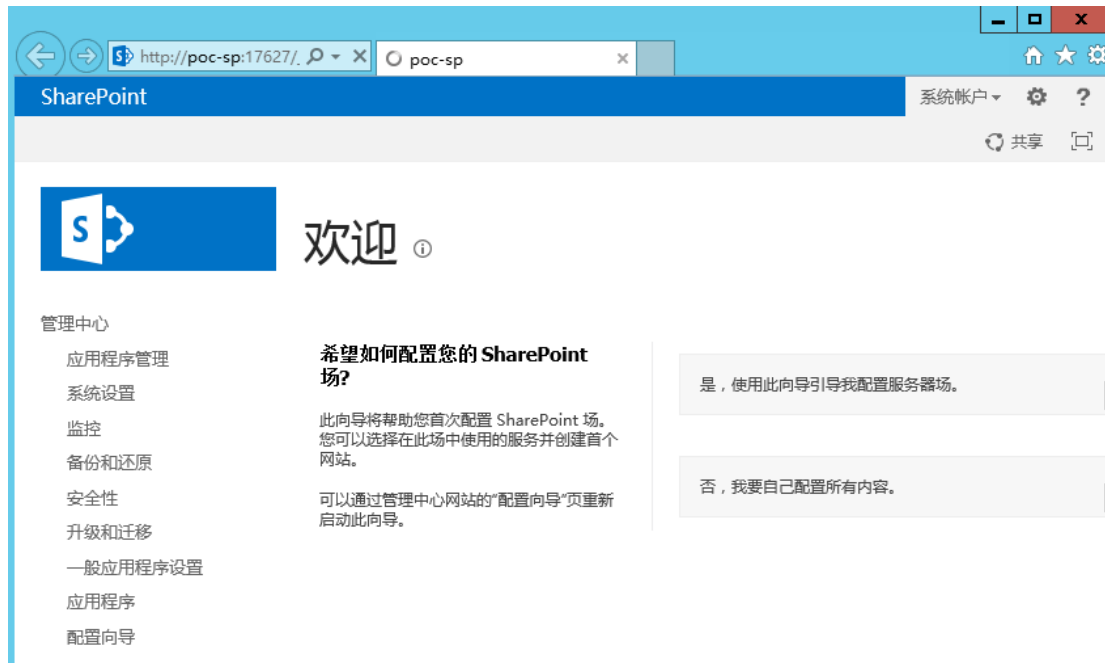 http://poc-sp:17627/_
poc-sp
SharePoint
系统帐户
?
共享
S
欢迎
管理中心
应用程序管理
系统设置
监控
备份和还原
安全性
升级和迁移
一般应用程序设置
应用程序
配置向导
希望如何配置您的 SharePoint
场?
此向导将帮助您首次配置 SharePoint 场。
您可以选择在此场中使用的服务并创建首个
网站。
可以通过管理中心网站的“配置向导”页重新
启动此向导。
是，使用此向导引导我配置服务器场。
否，我要自己配置所有内容。